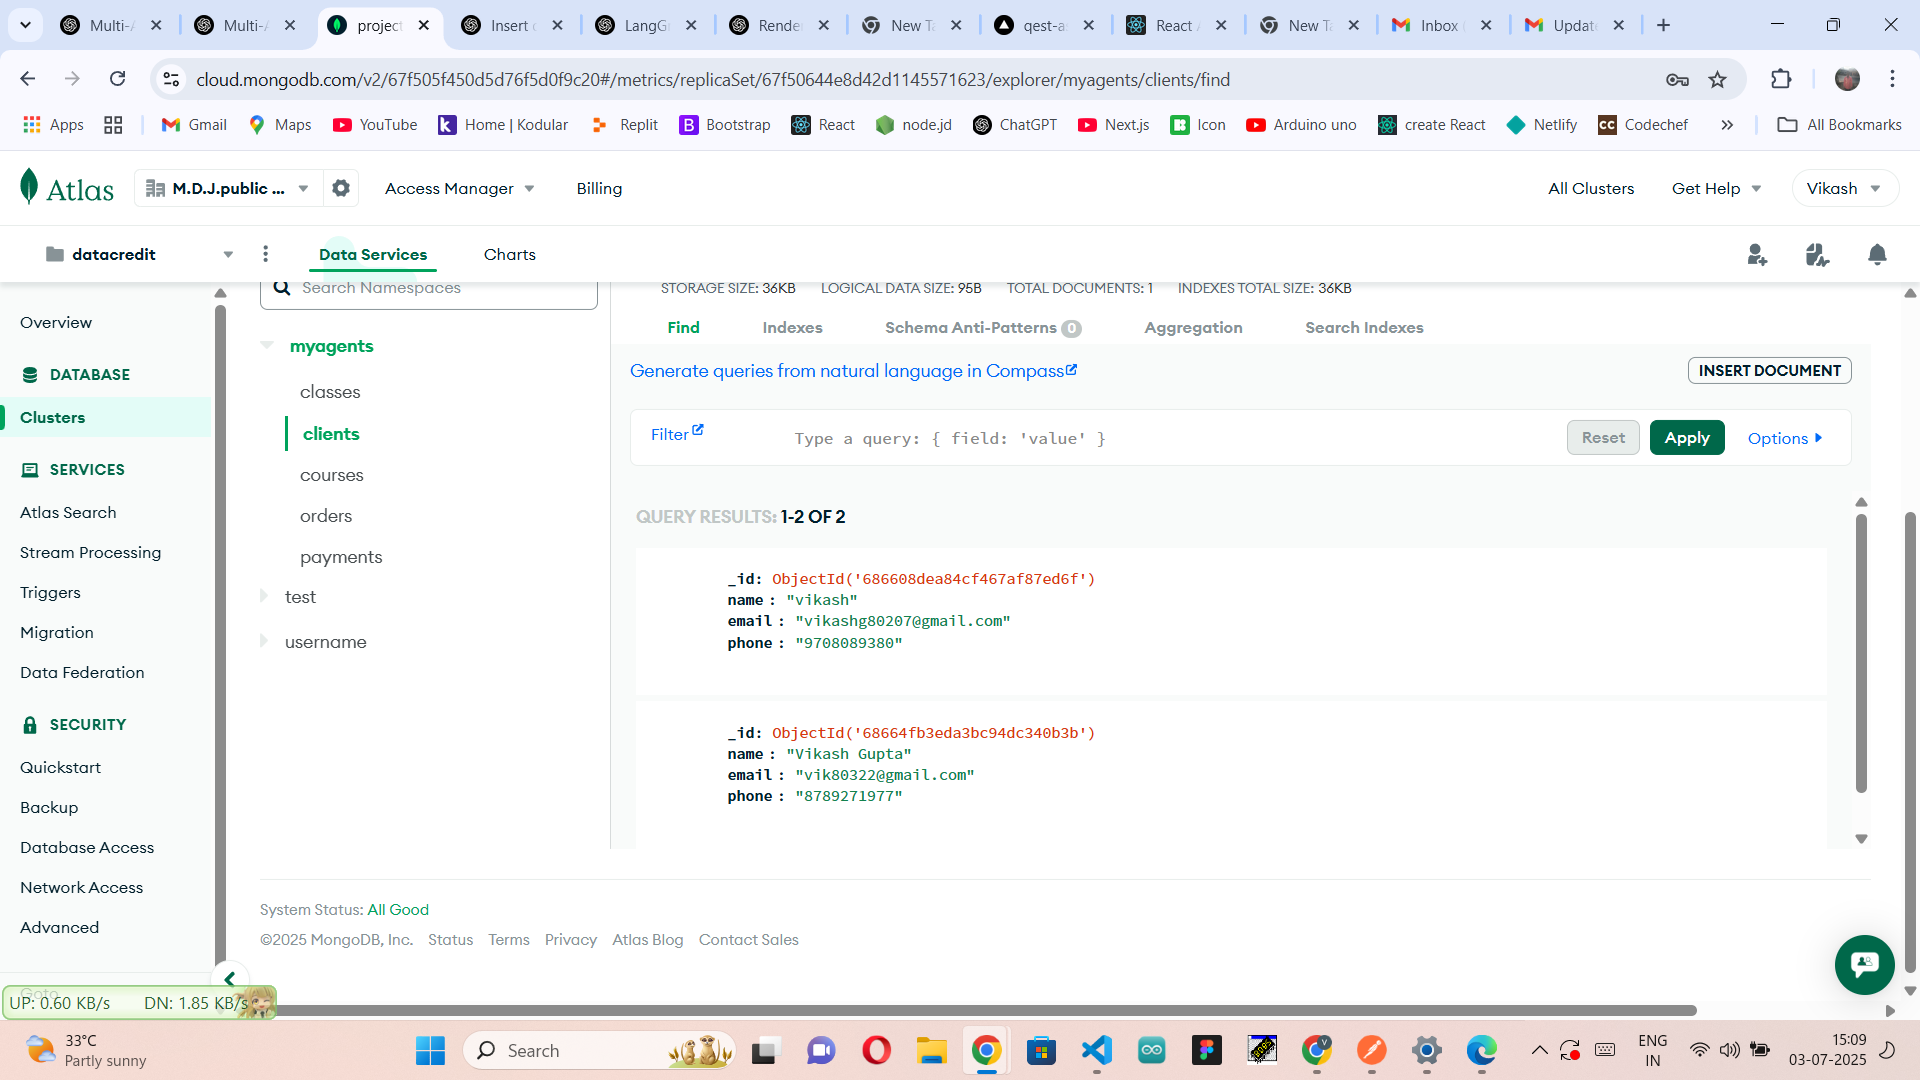 Multi-A
Multi-A
project
Insert
LangG
Render
New Ta
qest-a
React
New Ta
Inbox
Update
cloud.mongodb.com/v2/67f505f450d5d76f5d0f9c20#/metrics/replicaSet/67f50644e8d42d1145571623/explorer/myagents/clients/find
Apps
Gmail
Maps
YouTube
Home | Kodular
Replit
Bootstrap
React
node.jd
ChatGPT
Next.js
Icon
Arduino uno
create React
Netlify
Codechef
All Bookmarks
Atlas
M.D.J.public ...
Access Manager
Billing
All Clusters
Get Help
Vikash
datacredit
Data Services
Charts
Overview
DATABASE
Clusters
SERVICES
Atlas Search
Stream Processing
Triggers
Migration
Data Federation
SECURITY
Quickstart
Backup
Database Access
Network Access
Advanced
Goto
Search Namespaces
myagents
classes
clients
courses
orders
payments
test
username
STORAGE SIZE: 36KB LOGICAL DATA SIZE: 95B TOTAL DOCUMENTS: 1 INDEXES TOTAL SIZE: 36KB
Find Indexes Schema Anti-Patterns 0 Aggregation Search Indexes
Generate queries from natural language in Compass
INSERT DOCUMENT
Filter
Type a query: { field: 'value' }
Reset
Apply
Options
QUERY RESULTS: 1-2 OF 2
_id: ObjectId('686608dea84cf467af87ed6f')
name : "vikash"
email : "vikashg80207@gmail.com"
phone : "9708089380"
_id: ObjectId('68664fb3eda3bc94dc340b3b')
name : "Vikash Gupta"
email : "vik80322@gmail.com"
phone : "8789271977"
System Status: All Good
©2025 MongoDB, Inc. Status Terms Privacy Atlas Blog Contact Sales
UP: 0.60 KB/s DN: 1.85 KB/s
33°C
Partly sunny
Search
ENG
IN
15:09
03-07-2025